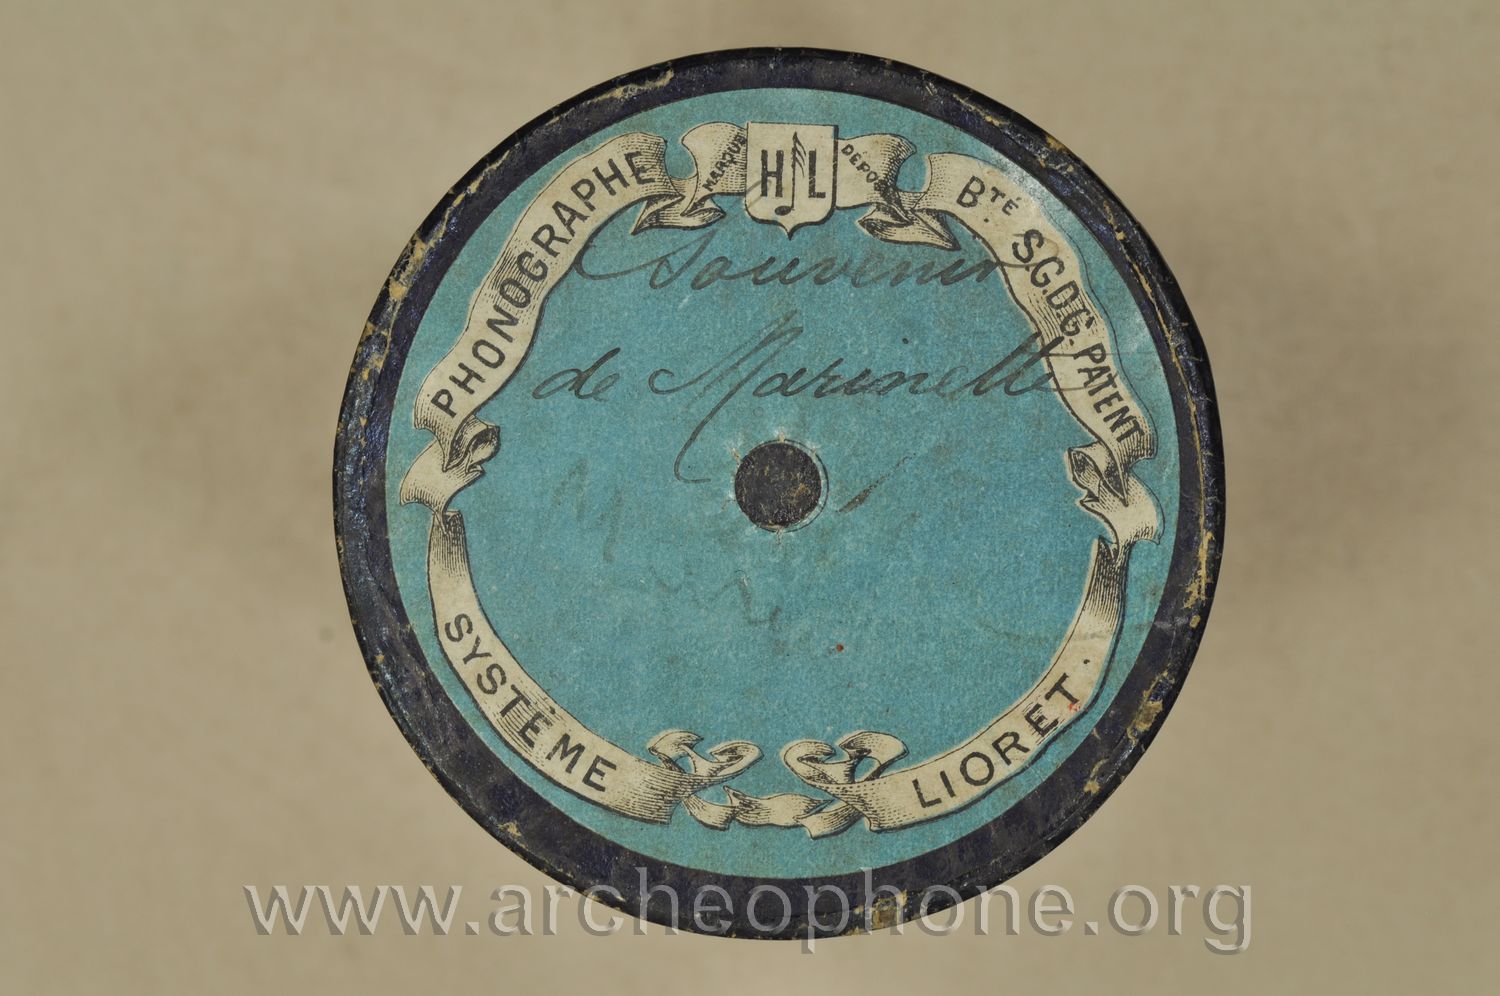 PHONOGRAPHE
MARQUE
H L
DÉPOSÉE
BTÉ S.G.D.G. PATENT
Souvenir
de Marinette
SYSTÈME
LIORET.
www.archeophone.org